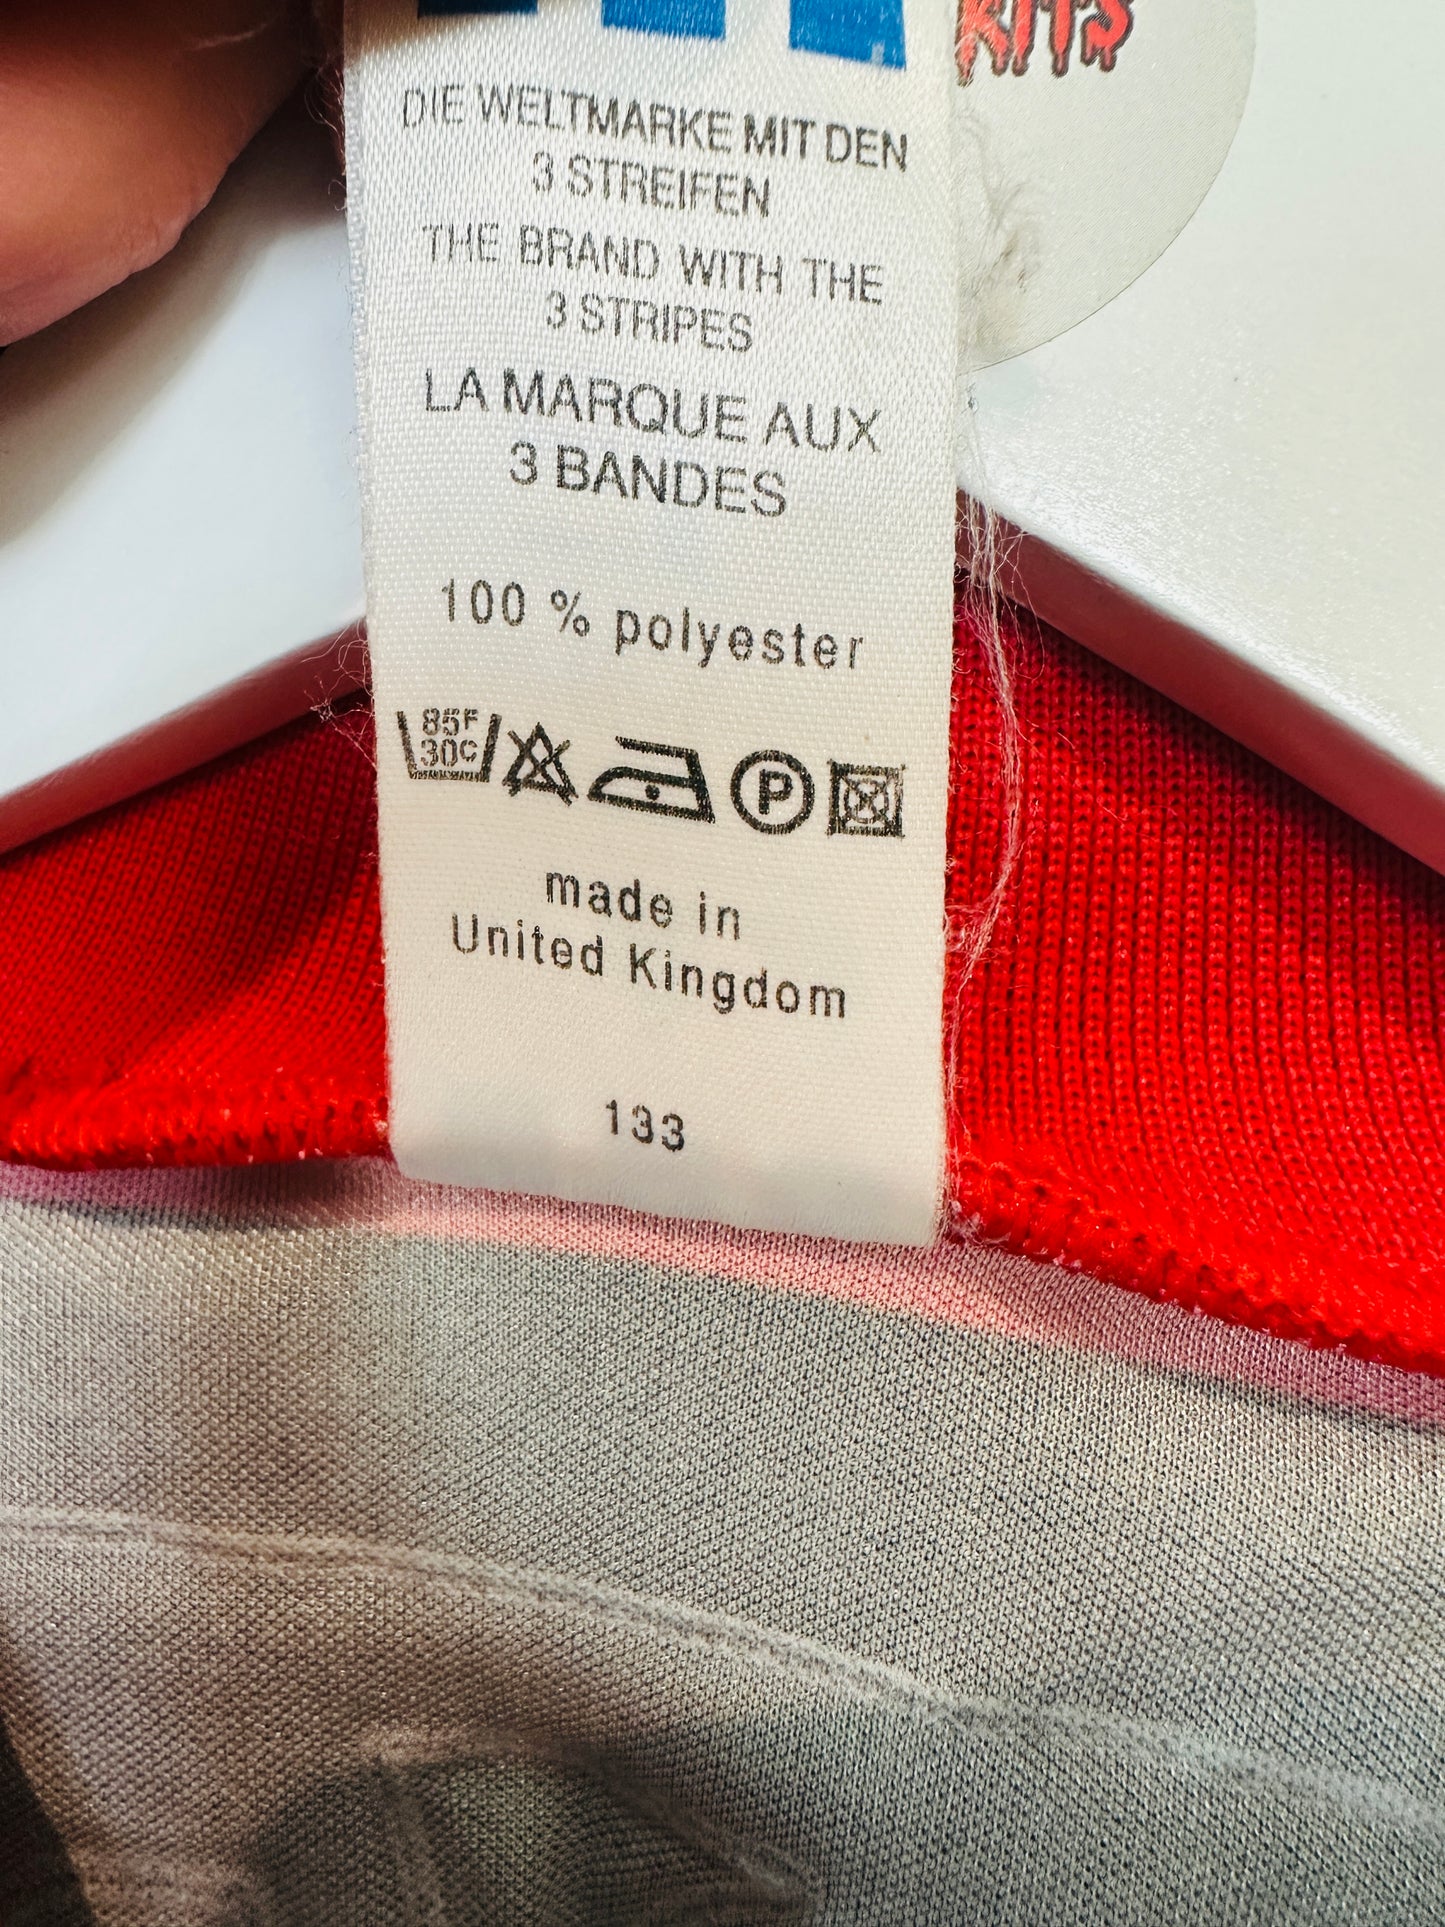 KITS
DIE WELTMARKE MIT DEN
3 STREIFEN
THE BRAND WITH THE
3 STRIPES
LA MARQUE AUX
3 BANDES
100 % polyester
85F
30C
P
made in
United Kingdom
133